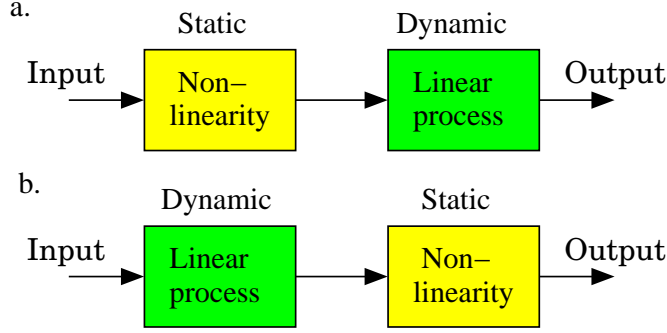 a.
Static Dynamic
Input Non− Linear Output
linearity process
b.
Dynamic Static
Input Linear Non− Output
process linearity